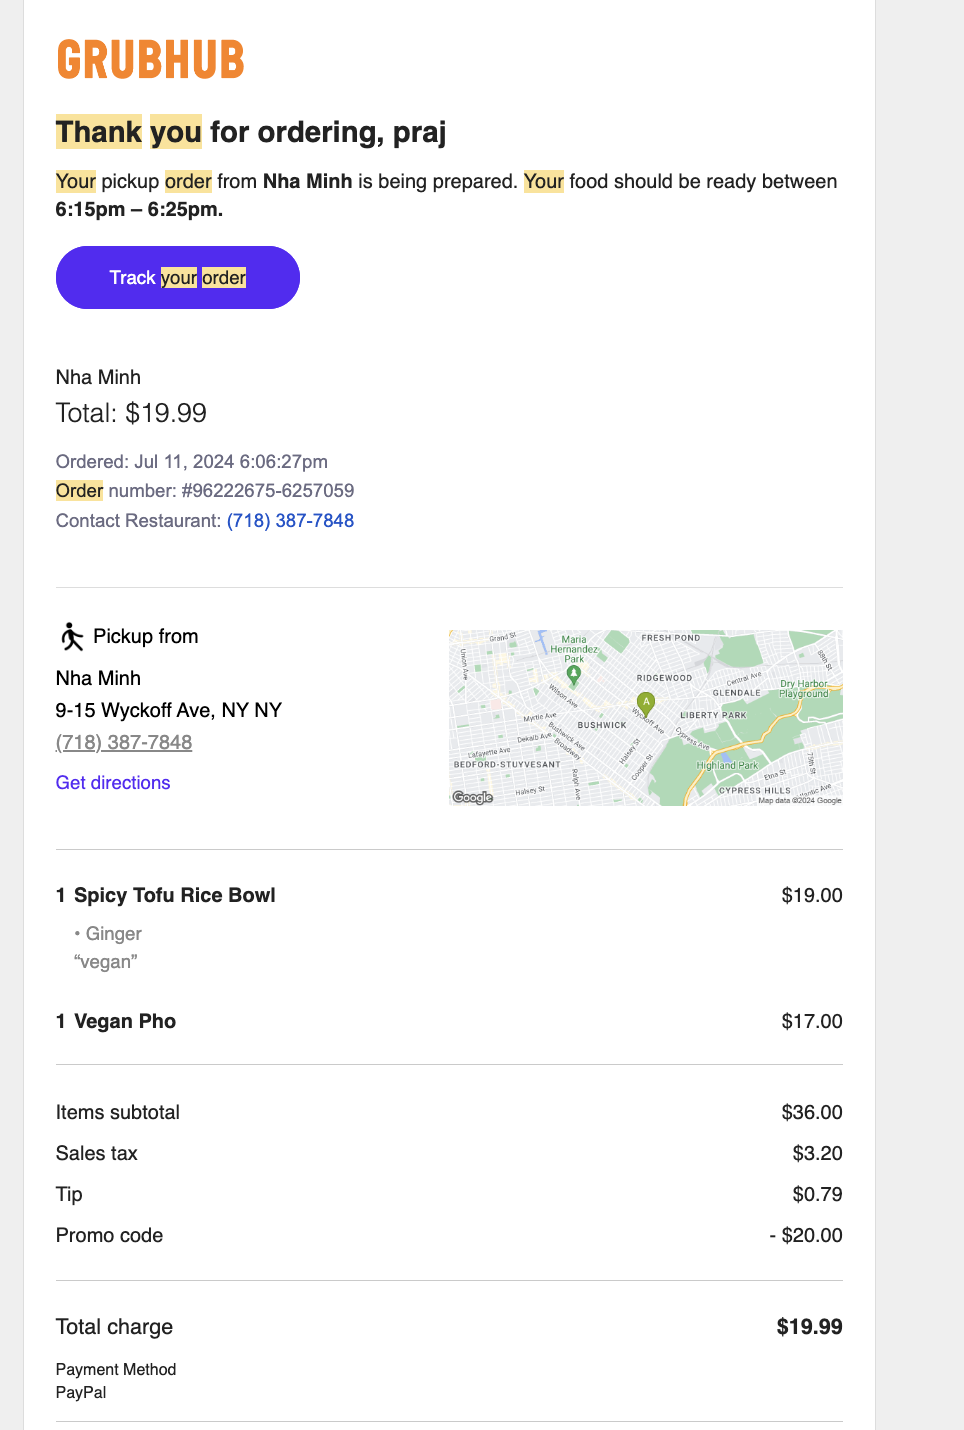 GRUBHUB
Thank you for ordering, praj
Your pickup order from Nha Minh is being prepared. Your food should be ready between
6:15pm – 6:25pm.
Track your order
Nha Minh
Total: $19.99
Ordered: Jul 11, 2024 6:06:27pm
Order number: #96222675-6257059
Contact Restaurant: (718) 387-7848
Pickup from
Nha Minh
9-15 Wyckoff Ave, NY NY
(718) 387-7848
Get directions
Grand St
Maria
Hernandez
Park
FRESH POND
Union Ave
68th St
RIDGEWOOD
Central Ave
Dry Harbor
Playground
GLENDALE
Wilson Ave
A
Myrtle Ave
BUSHWICK
Wyckoff Ave
LIBERTY PARK
Dekalb Ave
Bushwick Ave
Broadway
Cypress Ave
Lafayette Ave
Halsey St
BEDFORD-STUYVESANT
Cooper St
Highland Park
75th St
Etna St
Ralph Ave
Halsey St
CYPRESS HILLS
Atlantic Ave
Google
Map data ©2024 Google
1 Spicy Tofu Rice Bowl $19.00
• Ginger
“vegan”
1 Vegan Pho $17.00
Items subtotal $36.00
Sales tax $3.20
Tip $0.79
Promo code - $20.00
Total charge $19.99
Payment Method
PayPal